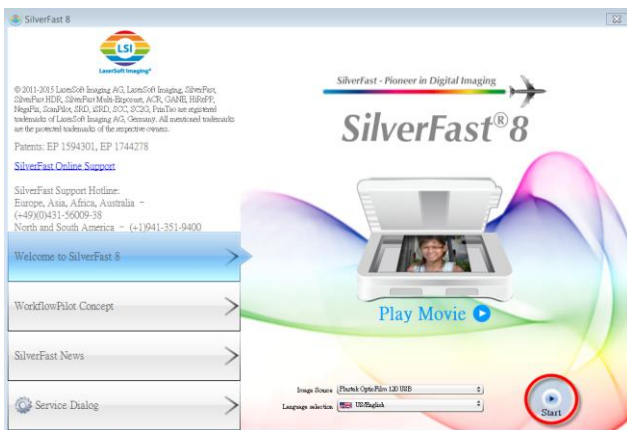 SilverFast 8
LSI
LaserSoft Imaging®
© 2011-2015 LaserSoft Imaging AG, LaserSoft Imaging, SilverFast,
SilverFast HDR, SilverFast Multi-Exposure, ACR, GANE, HiRePP,
NegaFix, ScanPilot, SRD, iSRD, SCC, SC2G, PrinTao are registered
trademarks of LaserSoft Imaging AG, Germany. All mentioned trademarks
are the protected trademarks of the respective owners.
Patents: EP 1594301, EP 1744278
SilverFast Online Support
SilverFast Support Hotline:
Europe, Asia, Africa, Australia -
(+49)(0)431-56009-38
North and South America - (+1)941-351-9400
Welcome to SilverFast 8
WorkflowPilot Concept
SilverFast News
Service Dialog
SilverFast - Pioneer in Digital Imaging
SilverFast®8
Play Movie
Image Source Plustek OpticFilm 120 USB
Language selection US/English
Start